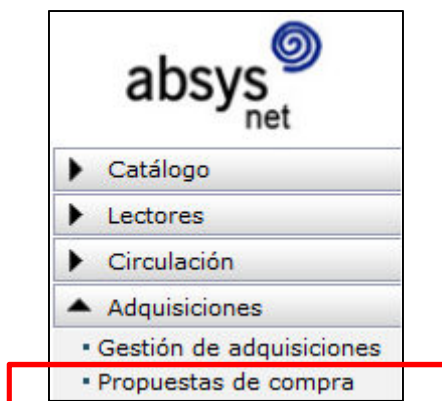 absys
net
Catálogo
Lectores
Circulación
Adquisiciones
Gestión de adquisiciones
Propuestas de compra